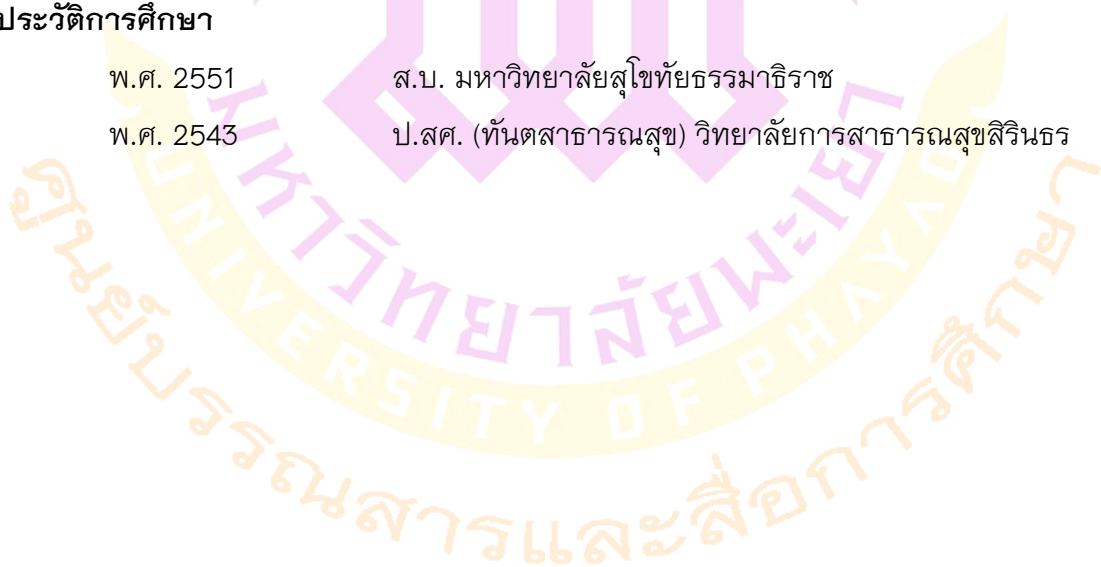 ประวัติการศึกษา
พ.ศ. 2551 ส.บ. มหาวิทยาลัยสุโขทัยธรรมาธิราช
พ.ศ. 2543 ป.สศ. (ทันตสาธารณสุข) วิทยาลัยการสาธารณสุขสิรินธร
มหาวิทยาลัยพะเยา
UNIVERSITY OF PHAYAO
ศูนย์บรรณสารและสื่อการศึกษา